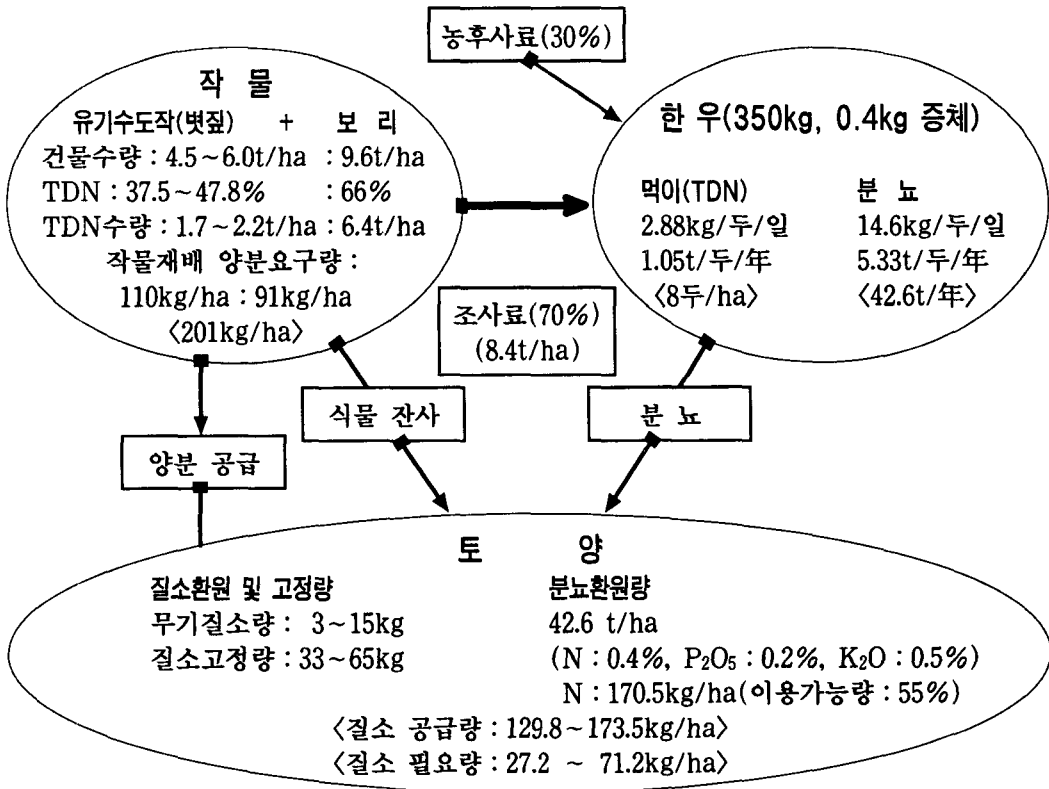 농후사료(30%)
작 물
유기수도작(볏짚) + 보 리
건물수량 : 4.5~6.0t/ha : 9.6t/ha
TDN : 37.5~47.8% : 66%
TDN수량 : 1.7~2.2t/ha : 6.4t/ha
작물재배 양분요구량 :
110kg/ha : 91kg/ha
〈201kg/ha〉
한 우(350kg, 0.4kg 증체)
먹이(TDN) 분 뇨
2.88kg/두/일 14.6kg/두/일
1.05t/두/年 5.33t/두/年
〈8두/ha〉 〈42.6t/年〉
조사료(70%)
(8.4t/ha)
식물 잔사
분 뇨
양분 공급
토 양
질소환원 및 고정량 분뇨환원량
무기질소량 : 3~15kg 42.6 t/ha
질소고정량 : 33~65kg (N : 0.4%, P₂O₅ : 0.2%, K₂O : 0.5%)
N : 170.5kg/ha(이용가능량 : 55%)
〈질소 공급량 : 129.8~173.5kg/ha〉
〈질소 필요량 : 27.2 ~ 71.2kg/ha〉